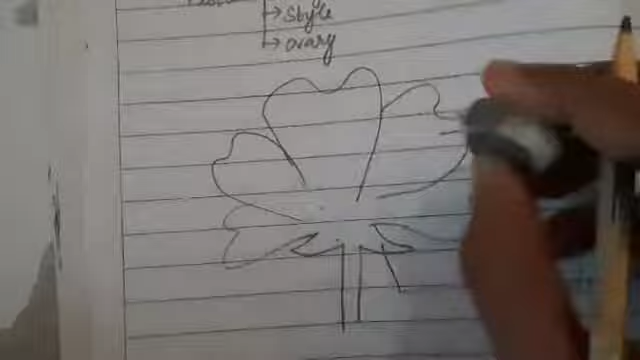 → style
→ ovary